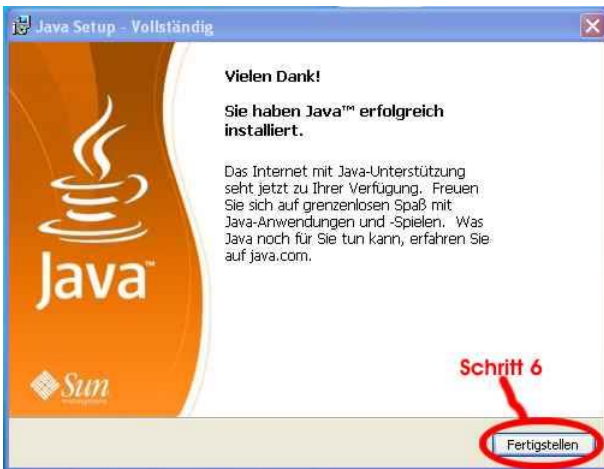 Java Setup - Vollständig
Vielen Dank!
Sie haben Java™ erfolgreich
installiert.
Das Internet mit Java-Unterstützung
seht jetzt zu Ihrer Verfügung. Freuen
Sie sich auf grenzenlosen Spaß mit
Java-Anwendungen und -Spielen. Was
Java noch für Sie tun kann, erfahren Sie
auf java.com.
Java™
Sun
microsystems
Schritt 6
Fertigstellen